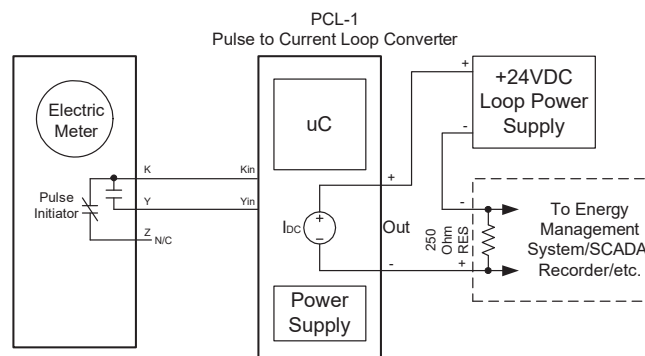 PCL-1
Pulse to Current Loop Converter
Electric
Meter
Pulse
Initiator
K
Y
Z
N/C
Kin
Yin
uC
IDC
+
–
Power
Supply
+
Out
-
+
-
+24VDC
Loop Power
Supply
250
Ohm
RES
-
+
To Energy
Management
System/SCADA
Recorder/etc.